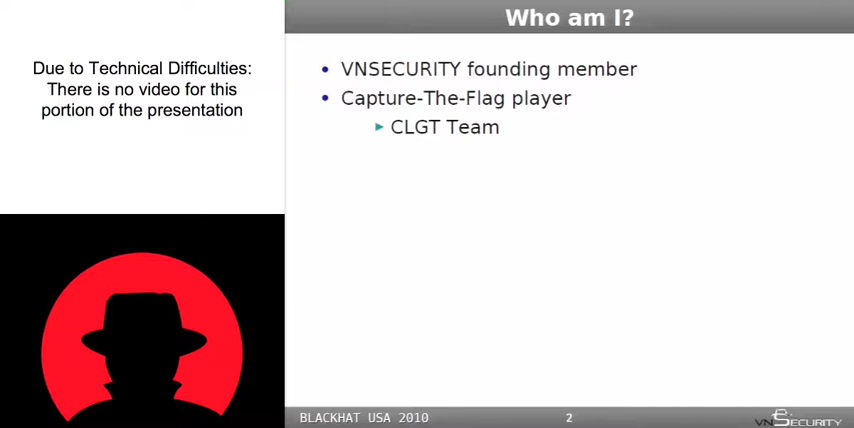 Due to Technical Difficulties:
There is no video for this
portion of the presentation
Who am I?
VNSECURITY founding member
Capture-The-Flag player
CLGT Team
BLACKHAT USA 2010
2
VNSECURITY